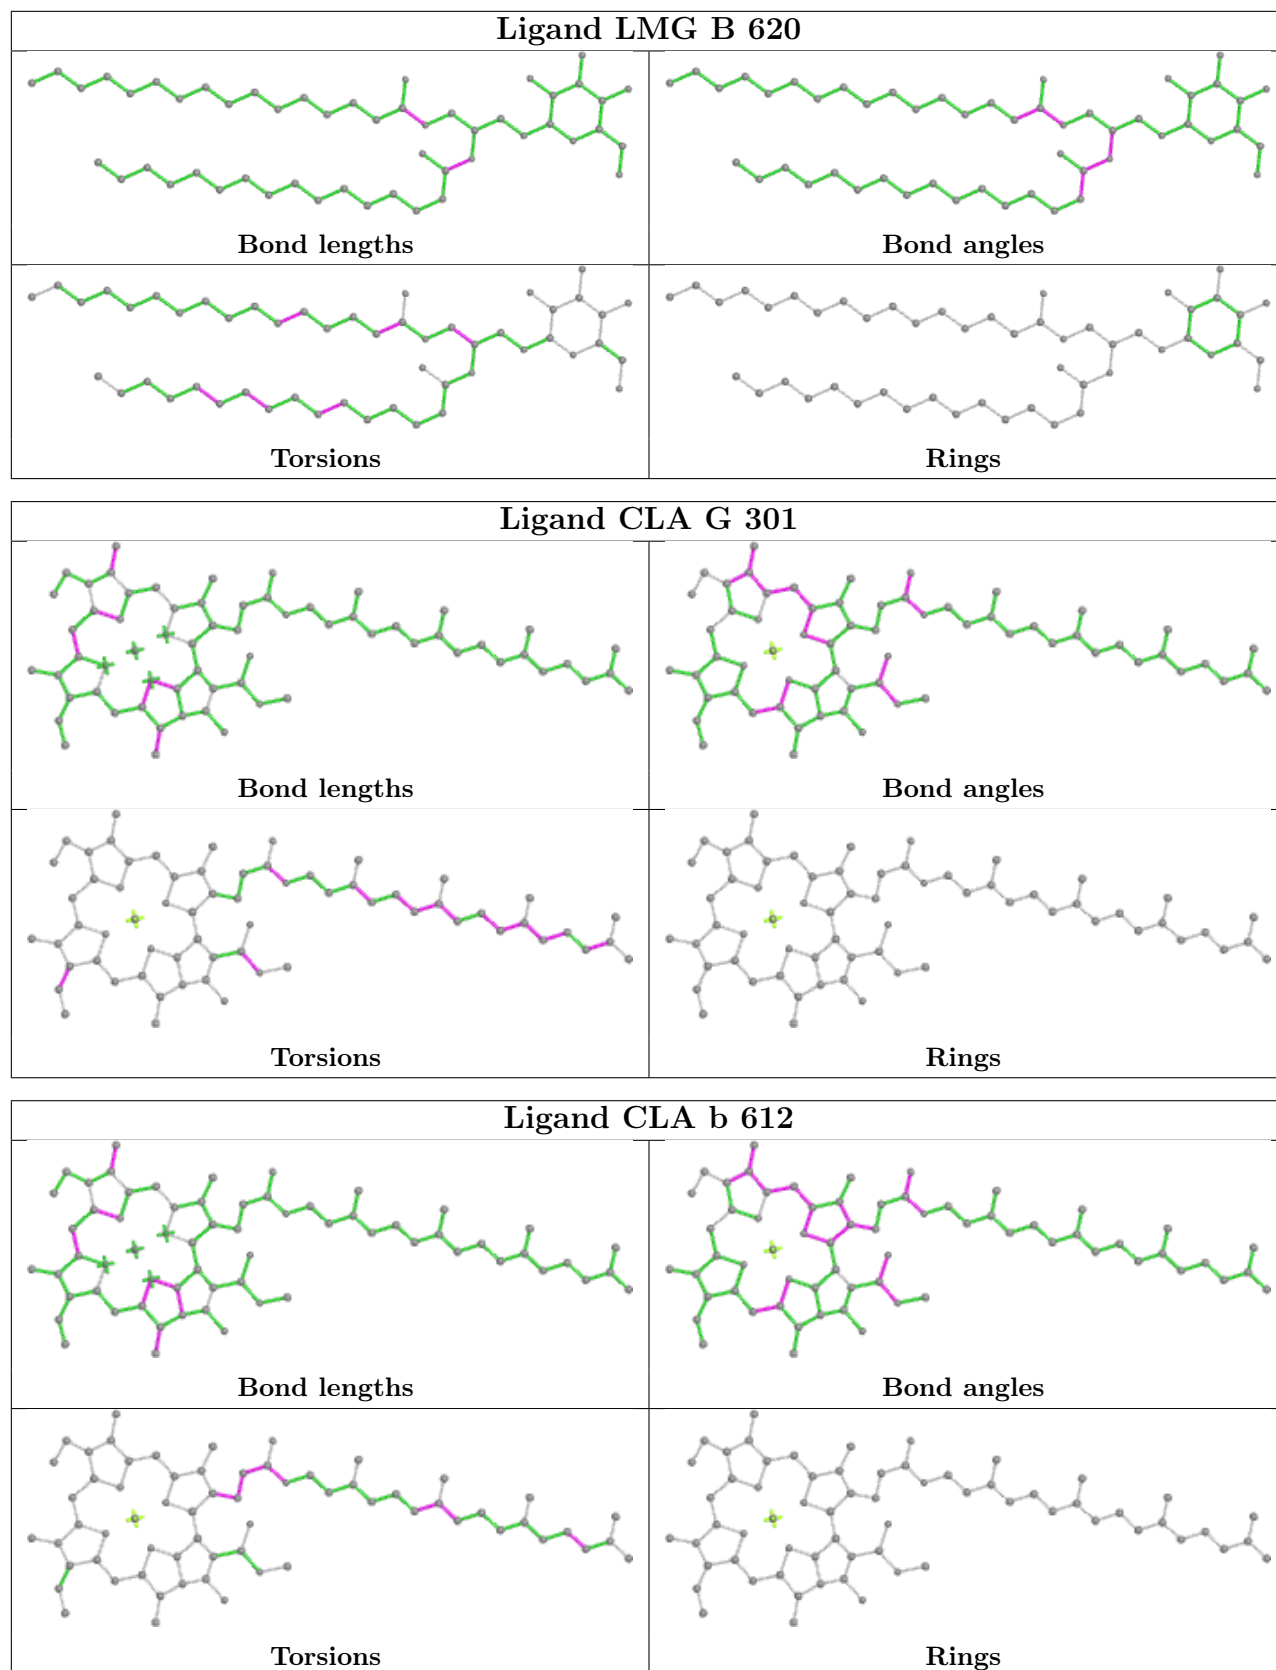 Ligand LMG B 620
Bond lengths
Bond angles
Torsions
Rings
Ligand CLA G 301
Bond lengths
Bond angles
Torsions
Rings
Ligand CLA b 612
Bond lengths
Bond angles
Torsions
Rings